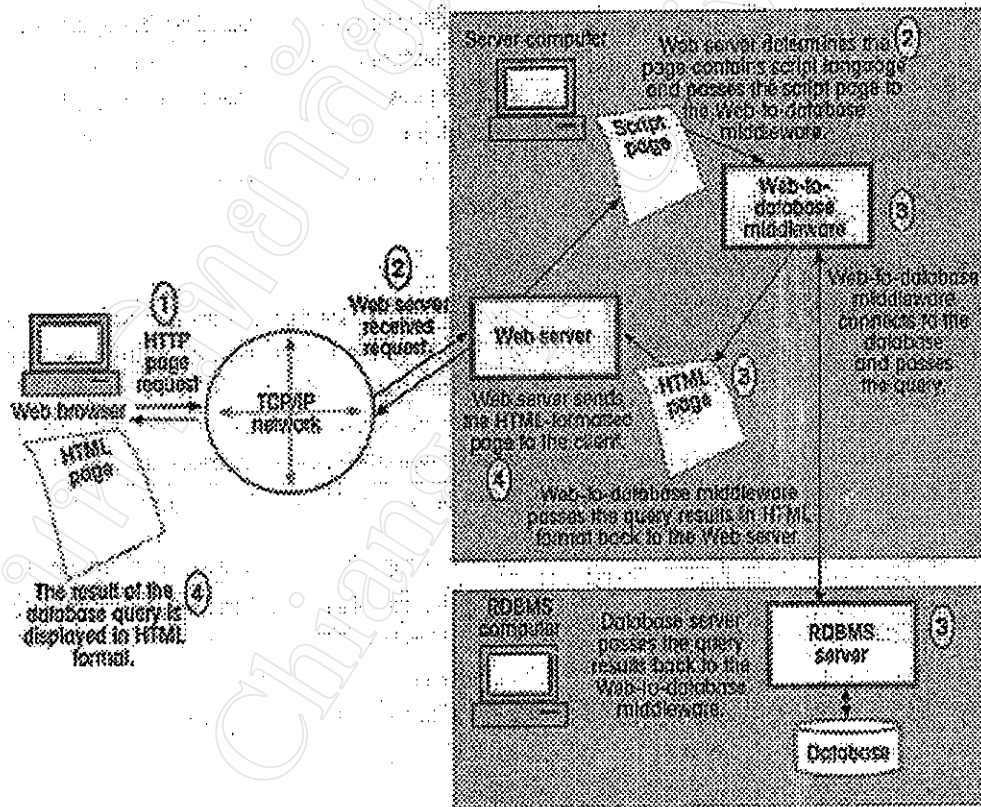 Server computer
2
Web server determines the
page contains script language
and passes the script page to
the Web-to-database
middleware.
Script
page
Web-to-
database
middleware
3
Web-to-database
middleware
connects to the
database
and passes
the query.
1
HTTP
page
request
2
Web server
received
request.
Web browser
TCP/IP
network
Web server
HTML
page
3
Web server sends
the HTML-formatted
page to the client.
4
Web-to-database middleware
passes the query results in HTML
format back to the Web server.
HTML
page
The result of the
database query is
displayed in HTML
format.
4
RDBMS
computer
Database server
passes the query
results back to the
Web-to-database
middleware.
RDBMS
server
3
Database
Chiang